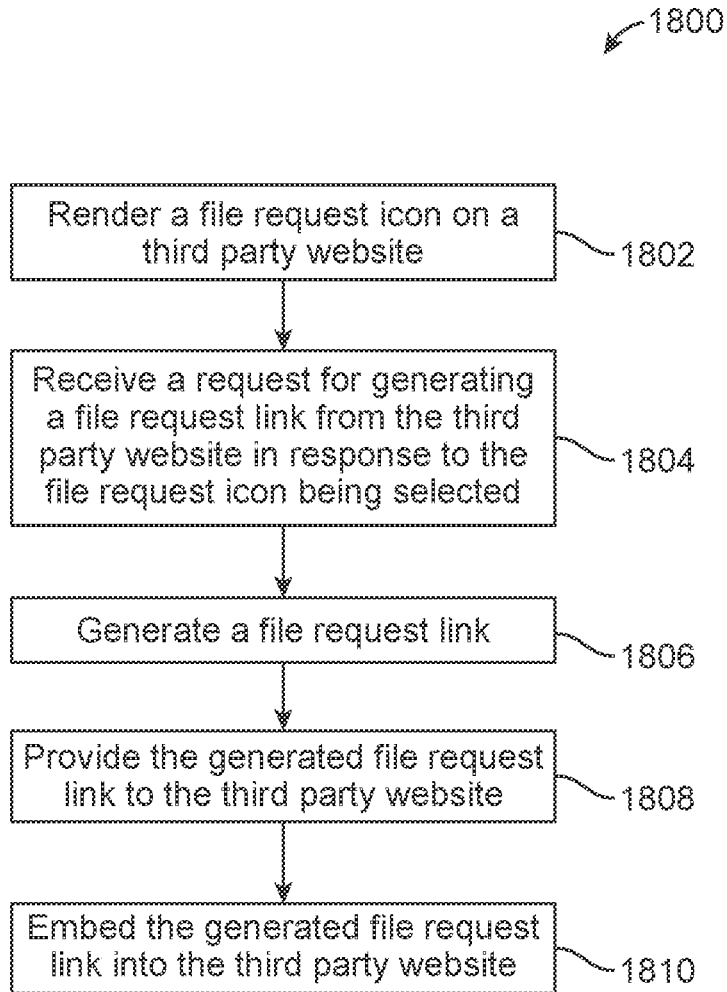 1800
Render a file request icon on a
third party website
1802
Receive a request for generating
a file request link from the third
party website in response to the
file request icon being selected
1804
Generate a file request link
1806
Provide the generated file request
link to the third party website
1808
Embed the generated file request
link into the third party website
1810